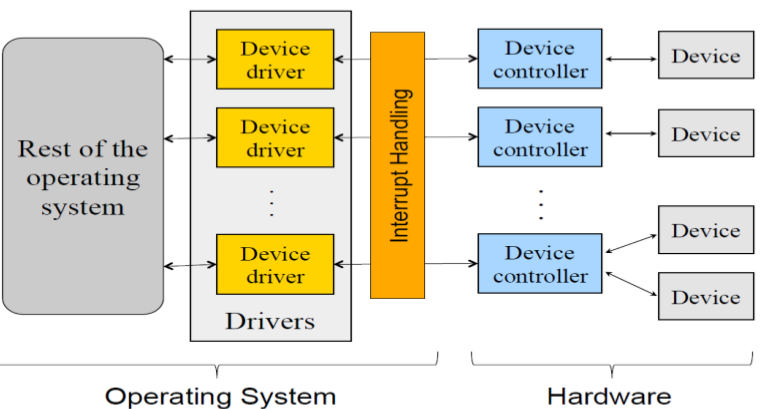 Rest of the
operating
system
Device
driver
Device
driver
Device
driver
Drivers
Interrupt Handling
Device
controller
Device
controller
Device
controller
Device
Device
Device
Device
Operating System
Hardware